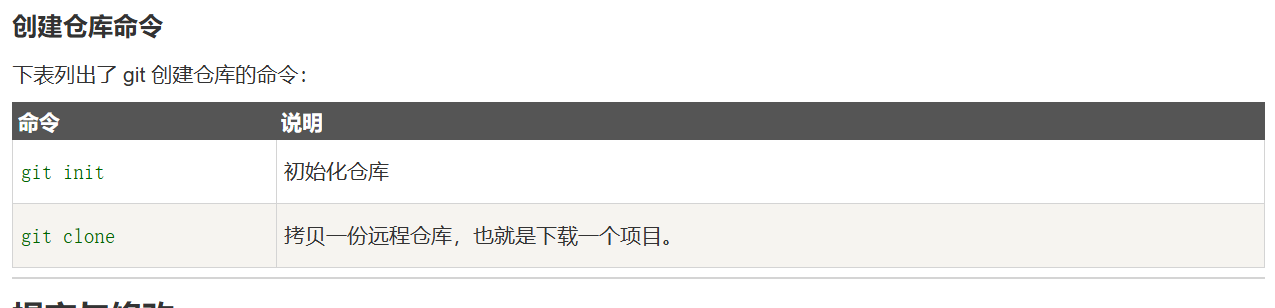 创建仓库命令
下表列出了 git 创建仓库的命令：
命令 说明
git init 初始化仓库
git clone 拷贝一份远程仓库，也就是下载一个项目。